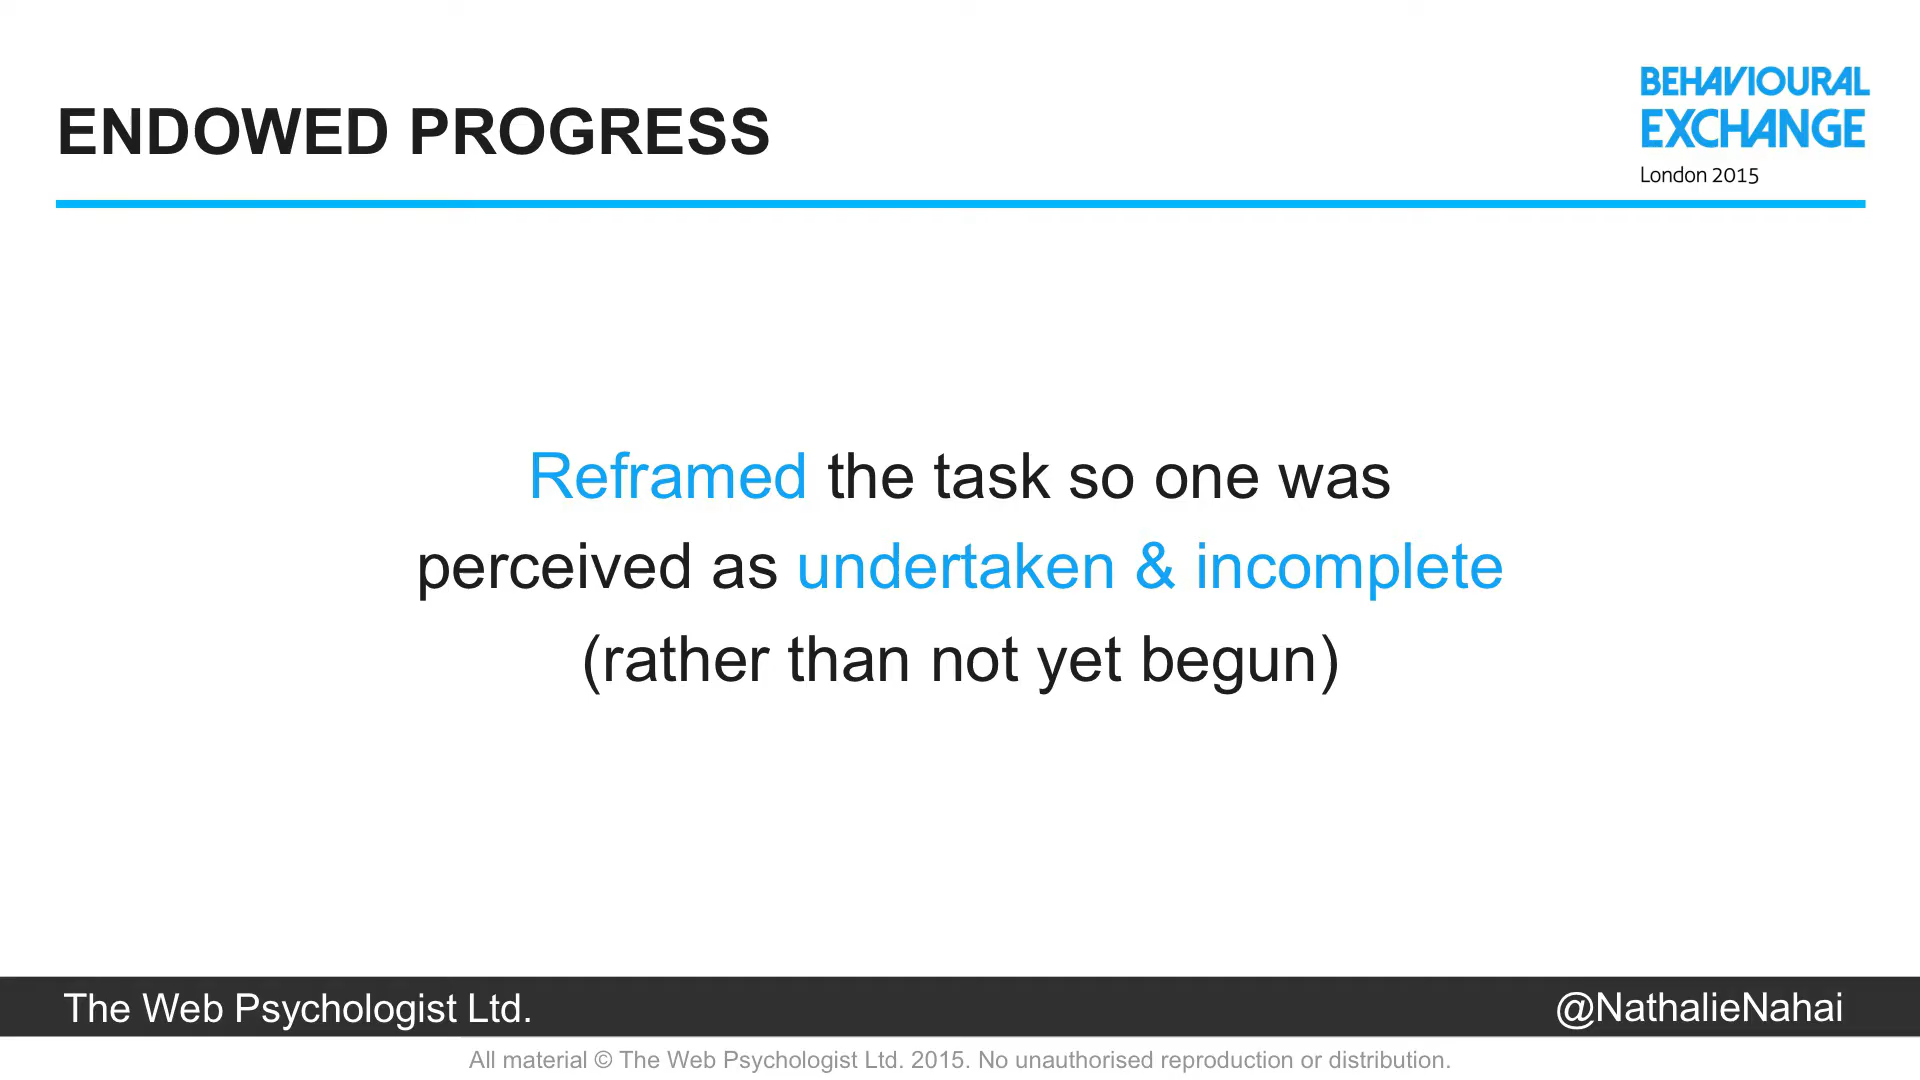 ENDOWED PROGRESS
BEHAVIOURAL
EXCHANGE
London 2015
Reframed the task so one was
perceived as undertaken & incomplete
(rather than not yet begun)
The Web Psychologist Ltd.
@NathalieNahai
All material © The Web Psychologist Ltd. 2015. No unauthorised reproduction or distribution.